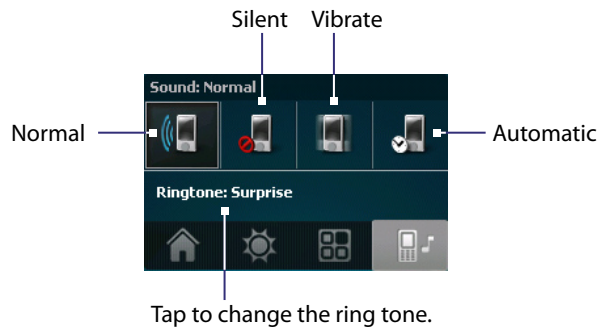 Silent Vibrate
Sound: Normal
Normal
Automatic
Ringtone: Surprise
Tap to change the ring tone.